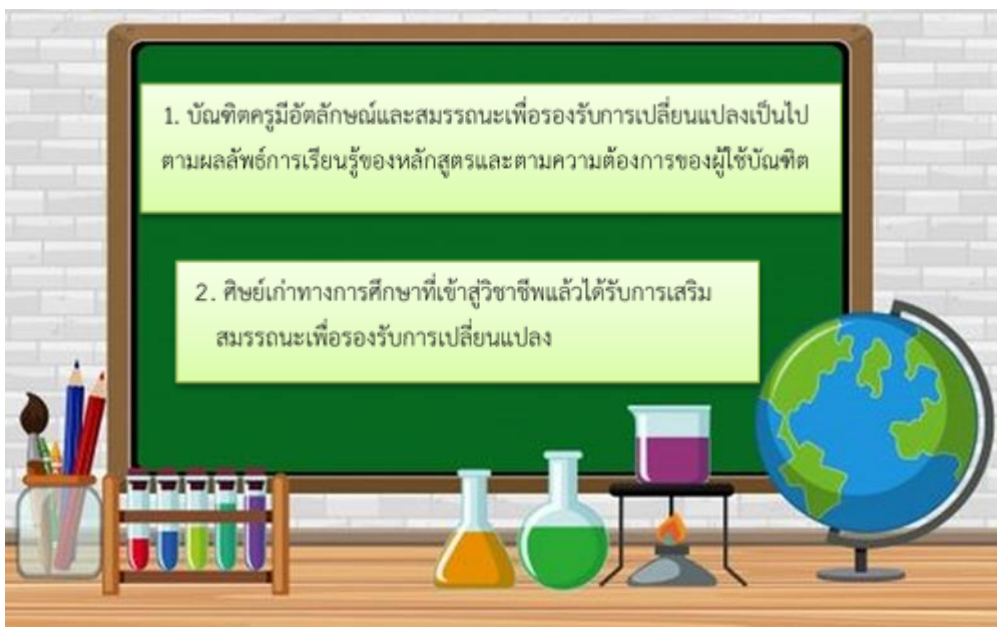 1. บัณฑิตครูมีอัตลักษณ์และสมรรถนะเพื่อรองรับการเปลี่ยนแปลงเป็นไป
ตามผลลัพธ์การเรียนรู้ของหลักสูตรและตามความต้องการของผู้ใช้บัณฑิต
2. ศิษย์เก่าทางการศึกษาที่เข้าสู่วิชาชีพแล้วได้รับการเสริม
สมรรถนะเพื่อรองรับการเปลี่ยนแปลง